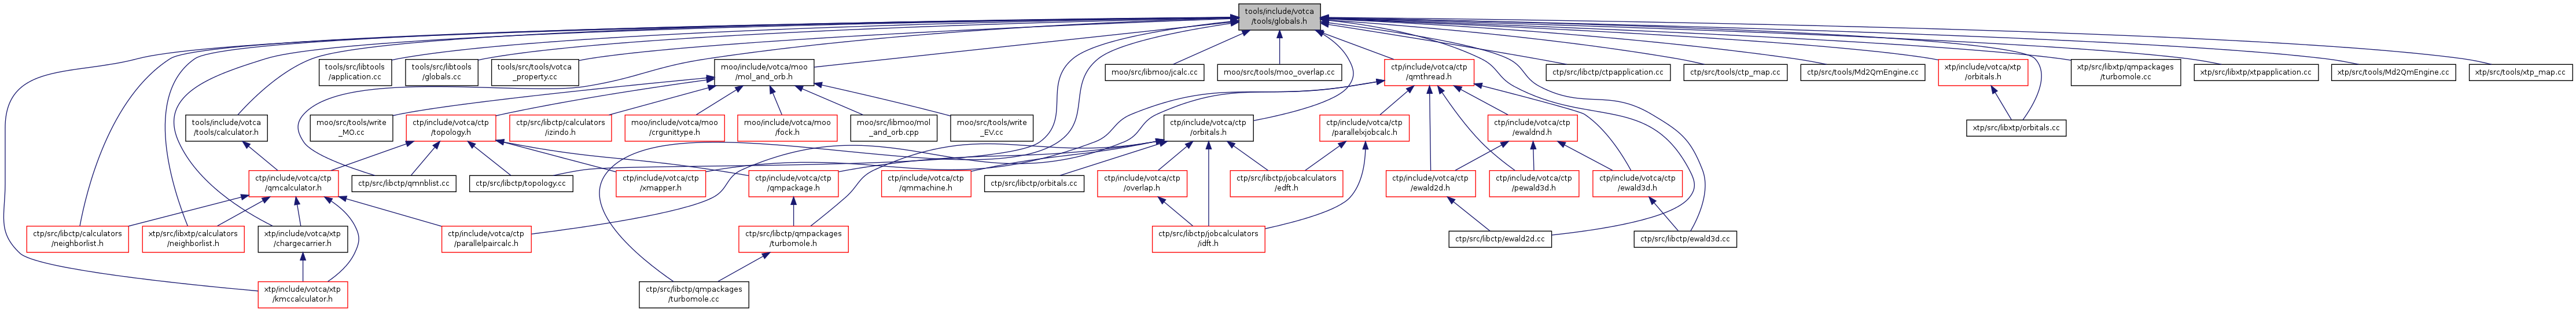 tools/include/votca
/tools/globals.h
tools/src/libtools
/application.cc
tools/src/libtools
/globals.cc
tools/src/tools/votca
_property.cc
moo/include/votca/moo
/mol_and_orb.h
moo/src/libmoo/jcalc.cc
moo/src/tools/moo_overlap.cc
ctp/include/votca/ctp
/qmthread.h
ctp/src/libctp/ctpapplication.cc
ctp/src/tools/ctp_map.cc
ctp/src/tools/Md2QmEngine.cc
xtp/include/votca/xtp
/orbitals.h
xtp/src/libxtp/qmpackages
/turbomole.cc
xtp/src/libxtp/xtpapplication.cc
xtp/src/tools/Md2QmEngine.cc
xtp/src/tools/xtp_map.cc
tools/include/votca
/tools/calculator.h
moo/src/tools/write
_MO.cc
ctp/include/votca/ctp
/topology.h
ctp/src/libctp/calculators
/izindo.h
moo/include/votca/moo
/crgunittype.h
moo/include/votca/moo
/fock.h
moo/src/libmoo/mol
_and_orb.cpp
moo/src/tools/write
_EV.cc
ctp/include/votca/ctp
/orbitals.h
ctp/include/votca/ctp
/parallelxjobcalc.h
ctp/include/votca/ctp
/ewaldnd.h
xtp/src/libxtp/orbitals.cc
ctp/include/votca/ctp
/qmcalculator.h
ctp/src/libctp/qmnblist.cc
ctp/src/libctp/topology.cc
ctp/include/votca/ctp
/xmapper.h
ctp/include/votca/ctp
/qmpackage.h
ctp/include/votca/ctp
/qmmachine.h
ctp/src/libctp/orbitals.cc
ctp/include/votca/ctp
/overlap.h
ctp/src/libctp/jobcalculators
/edft.h
ctp/include/votca/ctp
/ewald2d.h
ctp/include/votca/ctp
/pewald3d.h
ctp/include/votca/ctp
/ewald3d.h
ctp/src/libctp/calculators
/neighborlist.h
xtp/src/libxtp/calculators
/neighborlist.h
xtp/include/votca/xtp
/chargecarrier.h
ctp/include/votca/ctp
/parallelpaircalc.h
ctp/src/libctp/qmpackages
/turbomole.h
ctp/src/libctp/jobcalculators
/idft.h
ctp/src/libctp/ewald2d.cc
ctp/src/libctp/ewald3d.cc
xtp/include/votca/xtp
/kmccalculator.h
ctp/src/libctp/qmpackages
/turbomole.cc